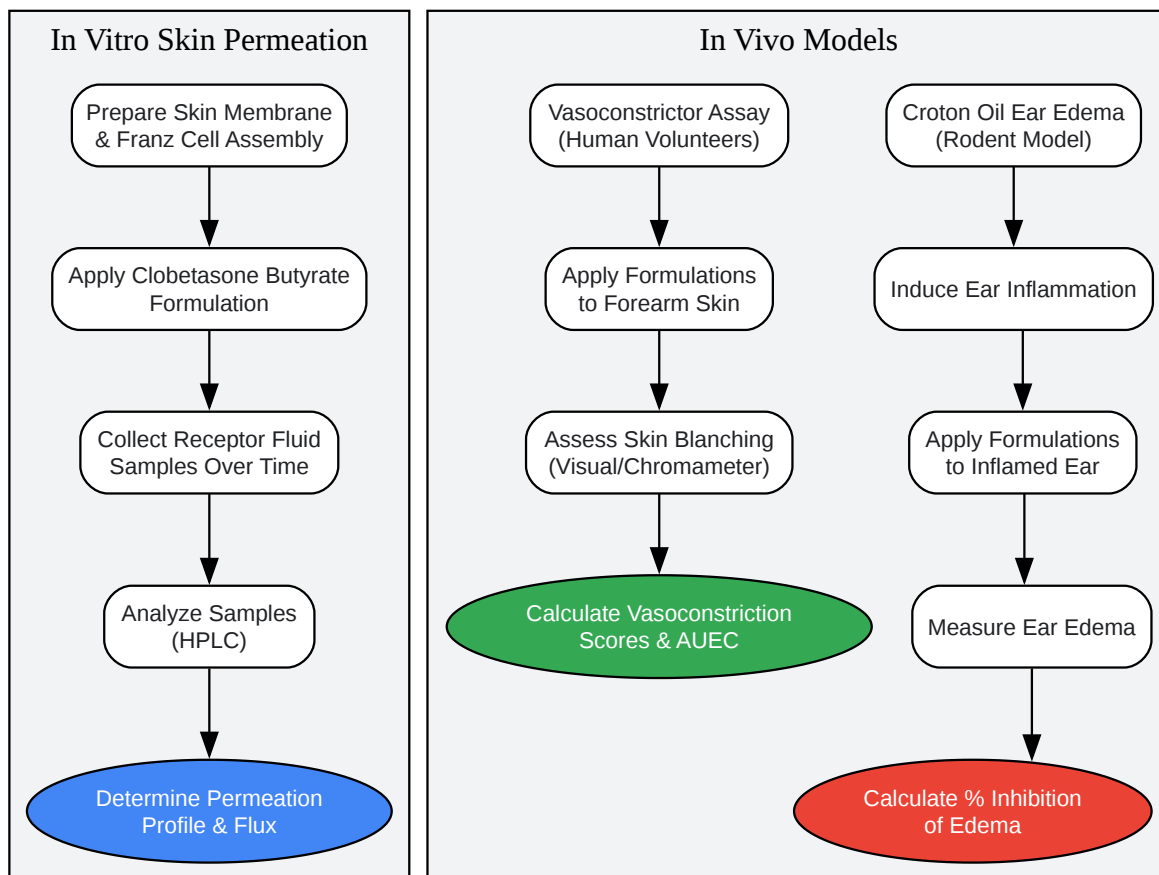 In Vitro Skin Permeation
Prepare Skin Membrane
& Franz Cell Assembly
Apply Clobetasone Butyrate
Formulation
Collect Receptor Fluid
Samples Over Time
Analyze Samples
(HPLC)
Determine Permeation
Profile & Flux
In Vivo Models
Vasoconstrictor Assay
(Human Volunteers)
Apply Formulations
to Forearm Skin
Assess Skin Blanching
(Visual/Chromameter)
Calculate Vasoconstriction
Scores & AUEC
Croton Oil Ear Edema
(Rodent Model)
Induce Ear Inflammation
Apply Formulations
to Inflamed Ear
Measure Ear Edema
Calculate % Inhibition
of Edema